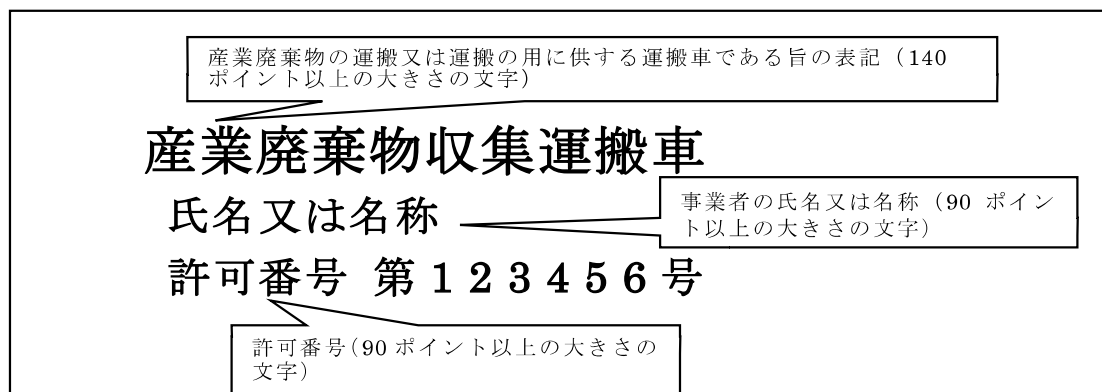 産業廃棄物の運搬又は運搬の用に供する運搬車である旨の表記（140
ポイント以上の大きさの文字）
産業廃棄物収集運搬車
氏名又は名称
事業者の氏名又は名称（90 ポイン
ト以上の大きさの文字）
許可番号 第１２３４５６号
許可番号（90 ポイント以上の大きさの
文字）